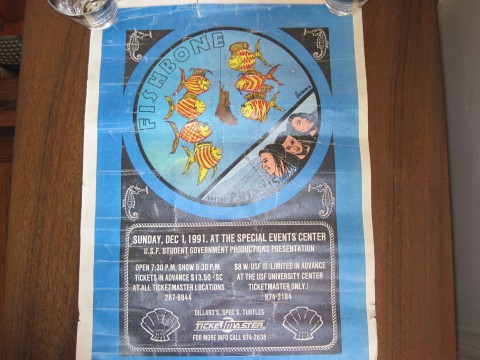 FISHBONE
WITH PRIMUS
SUNDAY, DEC 1, 1991. AT THE SPECIAL EVENTS CENTER
U.S.F. STUDENT GOVERNMENT PRODUCTIONS PRESENTATION
OPEN 7:30 P.M. SHOW 8:30 P.M.
TICKETS IN ADVANCE $13.50 + SC
AT ALL TICKETMASTER LOCATIONS
287-8844
$8 W/USF ID (LIMITED IN ADVANCE
AT THE USF UNIVERSITY CENTER
TICKETMASTER ONLY.)
974-3184
DILLARD'S, SPEC'S, TURTLES
TICKETMASTER
FOR MORE INFO CALL 974-2638